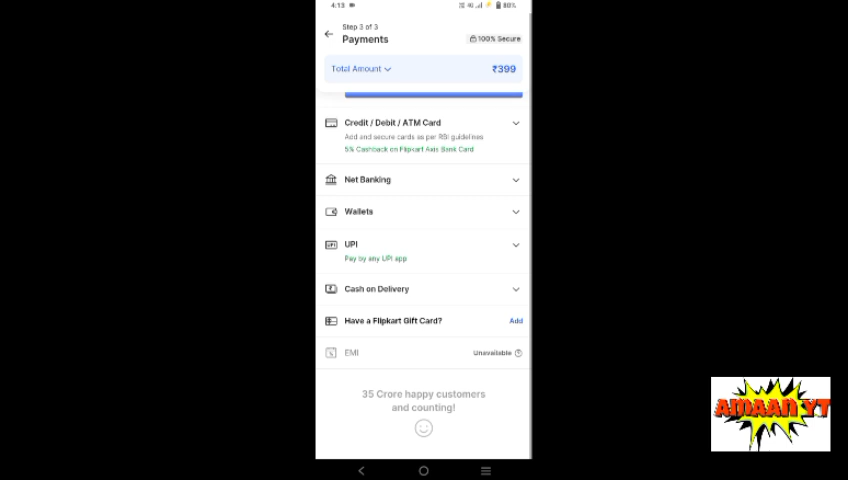 4:13
80%
Step 3 of 3
Payments
100% Secure
Total Amount
₹399
Credit / Debit / ATM Card
Add and secure cards as per RBI guidelines
5% Cashback on Flipkart Axis Bank Card
Net Banking
Wallets
UPI
UPI
Pay by any UPI app
Cash on Delivery
Have a Flipkart Gift Card?
Add
EMI
Unavailable
35 Crore happy customers
and counting!
AMAAN YT